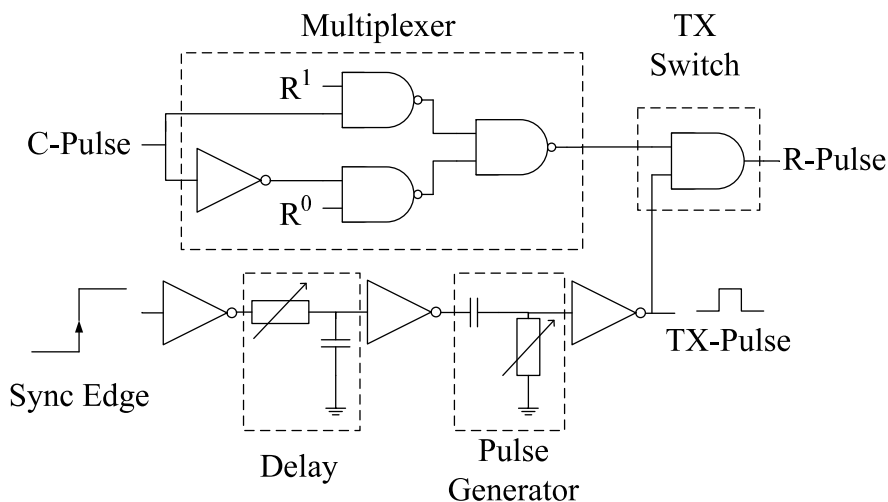 Multiplexer
TX
Switch
R¹
C-Pulse
R-Pulse
R⁰
TX-Pulse
Sync Edge
Delay
Pulse
Generator